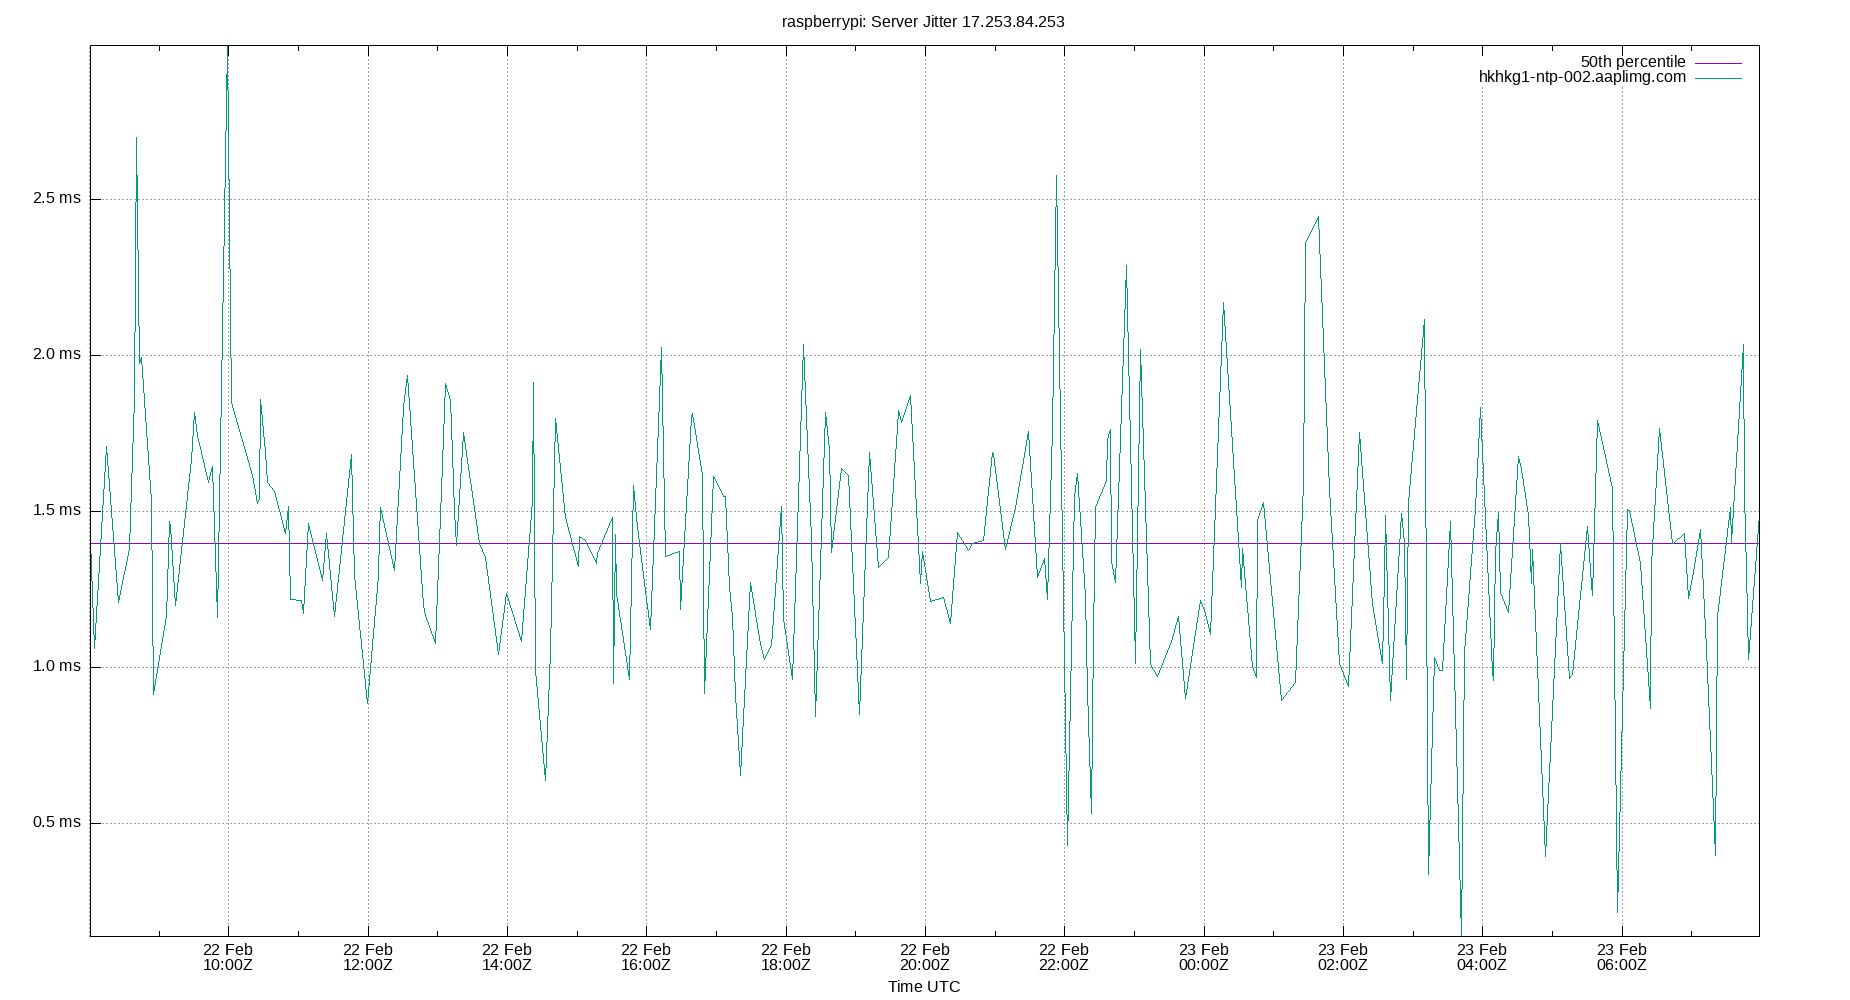 raspberrypi: Server Jitter 17.253.84.253
50th percentile
hkhkg1-ntp-002.aaplimg.com
2.5 ms
2.0 ms
1.5 ms
1.0 ms
0.5 ms
22 Feb 22 Feb 22 Feb 22 Feb 22 Feb 22 Feb 22 Feb 23 Feb 23 Feb 23 Feb 23 Feb
10:00Z 12:00Z 14:00Z 16:00Z 18:00Z 20:00Z 22:00Z 00:00Z 02:00Z 04:00Z 06:00Z
Time UTC